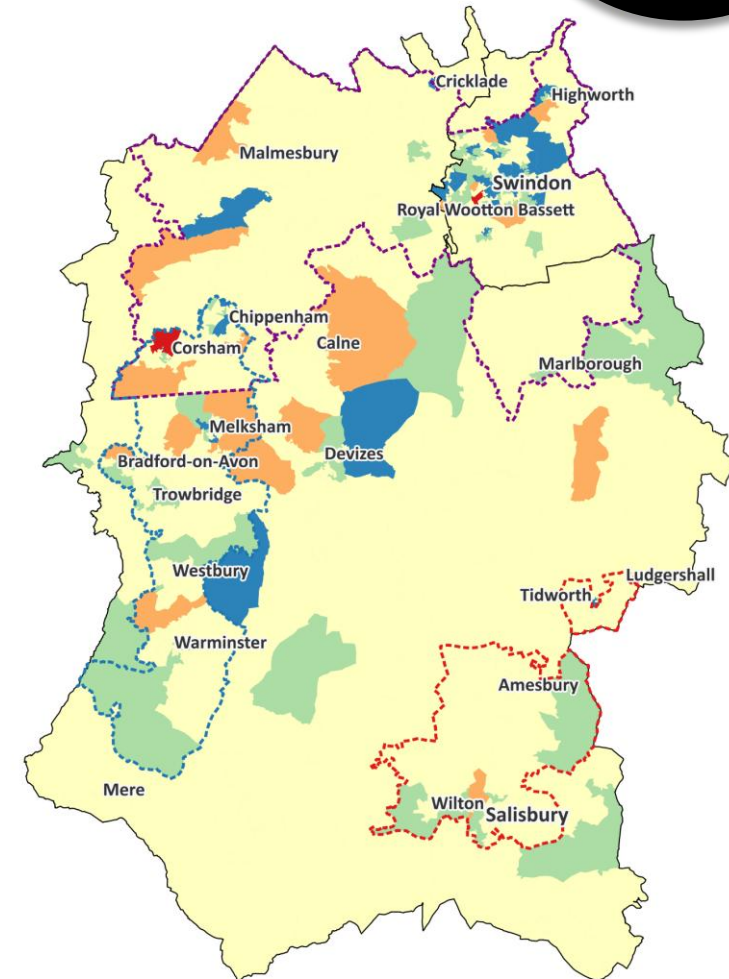 Cricklade
Highworth
Malmesbury
Swindon
Royal Wootton Bassett
Chippenham
Corsham
Calne
Marlborough
Melksham
Devizes
Bradford-on-Avon
Trowbridge
Westbury
Ludgershall
Tidworth
Warminster
Amesbury
Mere
Wilton
Salisbury